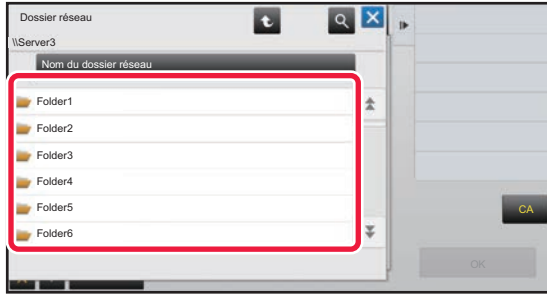 Dossier réseau
\\Server3
Nom du dossier réseau
Folder1
Folder2
Folder3
Folder4
Folder5
Folder6
CA
OK